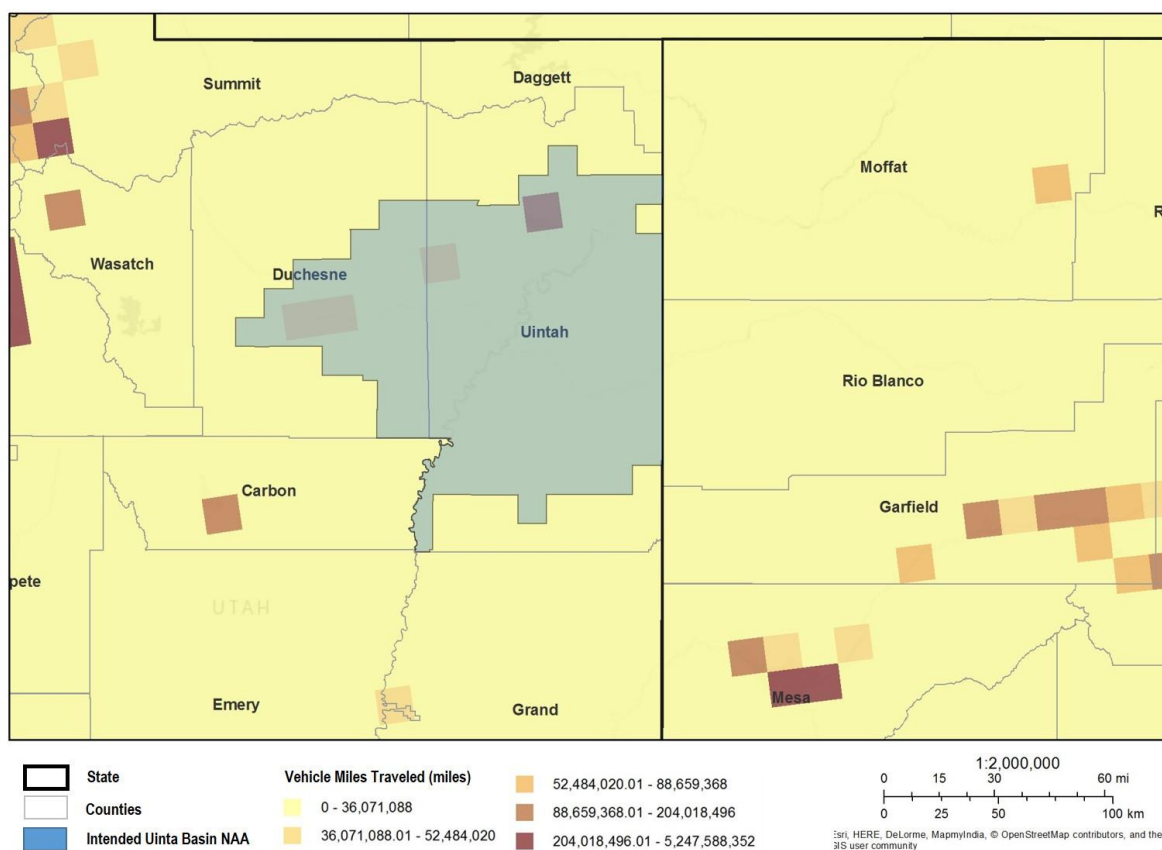 Summit
Daggett
Moffat
R
Wasatch
Duchesne
Uintah
Rio Blanco
Carbon
Garfield
pete
UTAH
Emery
Grand
Mesa
State
Counties
Intended Uinta Basin NAA
Vehicle Miles Traveled (miles)
0 - 36,071,088
36,071,088.01 - 52,484,020
52,484,020.01 - 88,659,368
88,659,368.01 - 204,018,496
204,018,496.01 - 5,247,588,352
1:2,000,000
0 15 30 60 mi
0 25 50 100 km
Esri, HERE, DeLorme, MapmyIndia, © OpenStreetMap contributors, and the
GIS user community